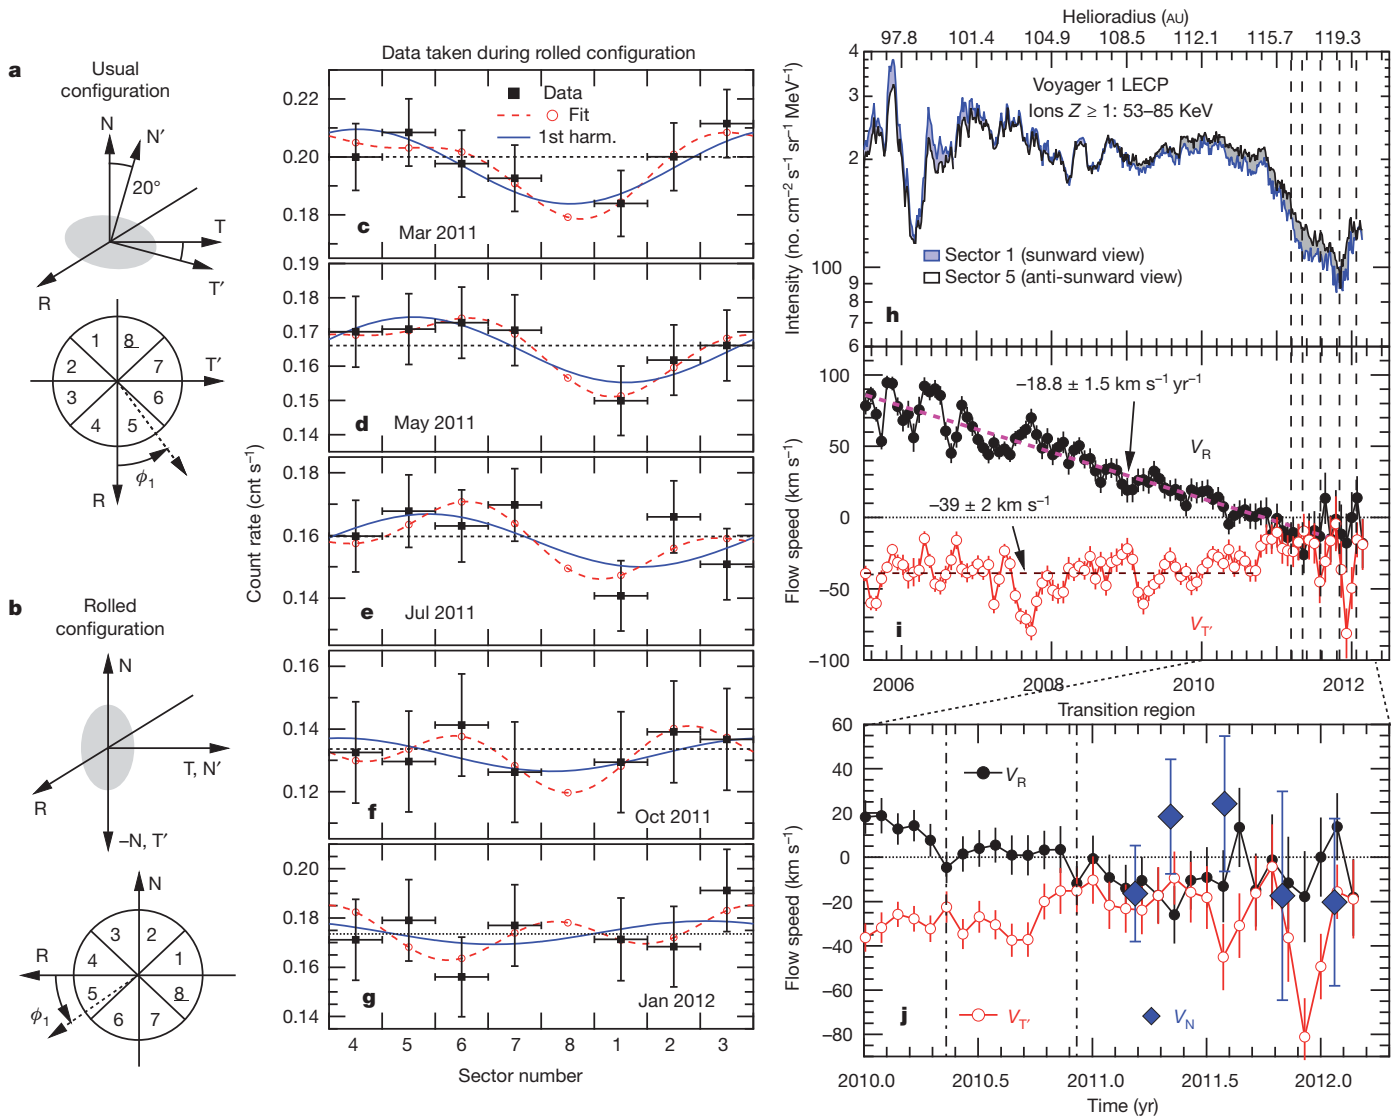 a
Usual
configuration
N
N′
20°
T
T′
R
1
8
2
7
T′
3
6
4
5
R
ϕ1
b
Rolled
configuration
N
T, N′
R
–N, T′
N
3
2
R
4
1
5
8
ϕ1
6
7
Data taken during rolled configuration
Data
Fit
1st harm.
0.22
0.20
0.18
c
Mar 2011
0.19
0.18
0.17
0.16
0.15
0.14
d
May 2011
0.18
0.16
0.14
e
Jul 2011
0.16
0.14
0.12
f
Oct 2011
0.20
0.18
0.16
0.14
g
Jan 2012
Count rate (cnt s–1)
4 5 6 7 8 1 2 3
Sector number
Helioradius (AU)
97.8 101.4 104.9 108.5 112.1 115.7 119.3
4
3
2
100
9
8
7
6
Intensity (no. cm–2 s–1 sr–1 MeV–1)
Voyager 1 LECP
Ions Z ≥ 1: 53–85 KeV
Sector 1 (sunward view)
Sector 5 (anti-sunward view)
h
100
50
0
–50
–100
Flow speed (km s–1)
–18.8 ± 1.5 km s–1 yr–1
VR
–39 ± 2 km s–1
VT′
i
2006 2008 2010 2012
Transition region
60
40
20
0
–20
–40
–60
–80
Flow speed (km s–1)
VR
VT′
VN
j
2010.0 2010.5 2011.0 2011.5 2012.0
Time (yr)